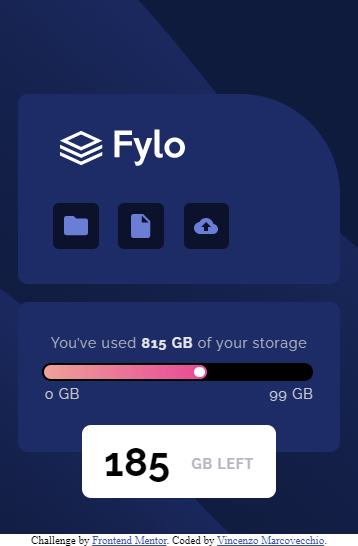 Fylo
You've used 815 GB of your storage
0 GB 99 GB
185 GB LEFT
Challenge by Frontend Mentor. Coded by Vincenzo Marcovecchio.